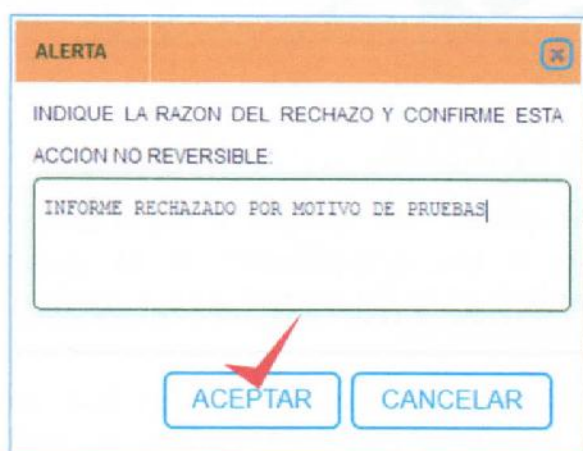 ALERTA
INDIQUE LA RAZON DEL RECHAZO Y CONFIRME ESTA
ACCION NO REVERSIBLE:
INFORME RECHAZADO POR MOTIVO DE PRUEBAS
ACEPTAR CANCELAR